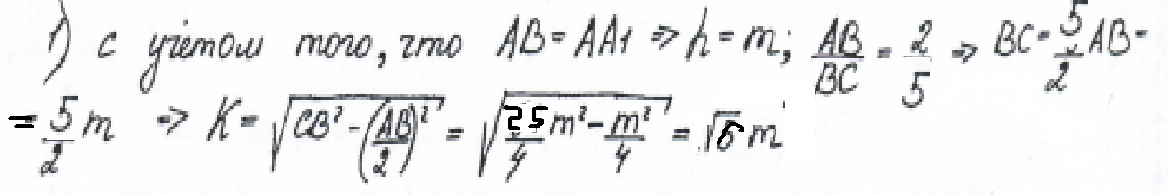 1) с учётом того, что AB = AA1 ⇒ h = m; AB/BC = 2/5 ⇒ BC = 5/2 AB =
= 5/2 m ⇒ K = √(CB² - (AB/2)²) = √(25/4 m² - m²/4) = √6 m